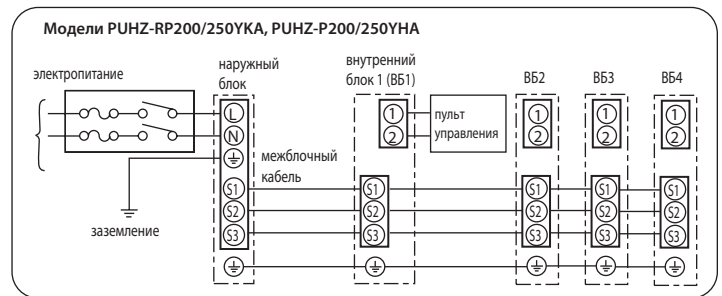 Модели PUHZ-RP200/250YKA, PUHZ-P200/250YHA
электропитание
наружный
блок
внутренний
блок 1 (ВБ1)
ВБ2
ВБ3
ВБ4
L
N
1
2
пульт
управления
1
2
1
2
1
2
межблочный
кабель
заземление
S1
S2
S3
S1
S2
S3
S1
S2
S3
S1
S2
S3
S1
S2
S3